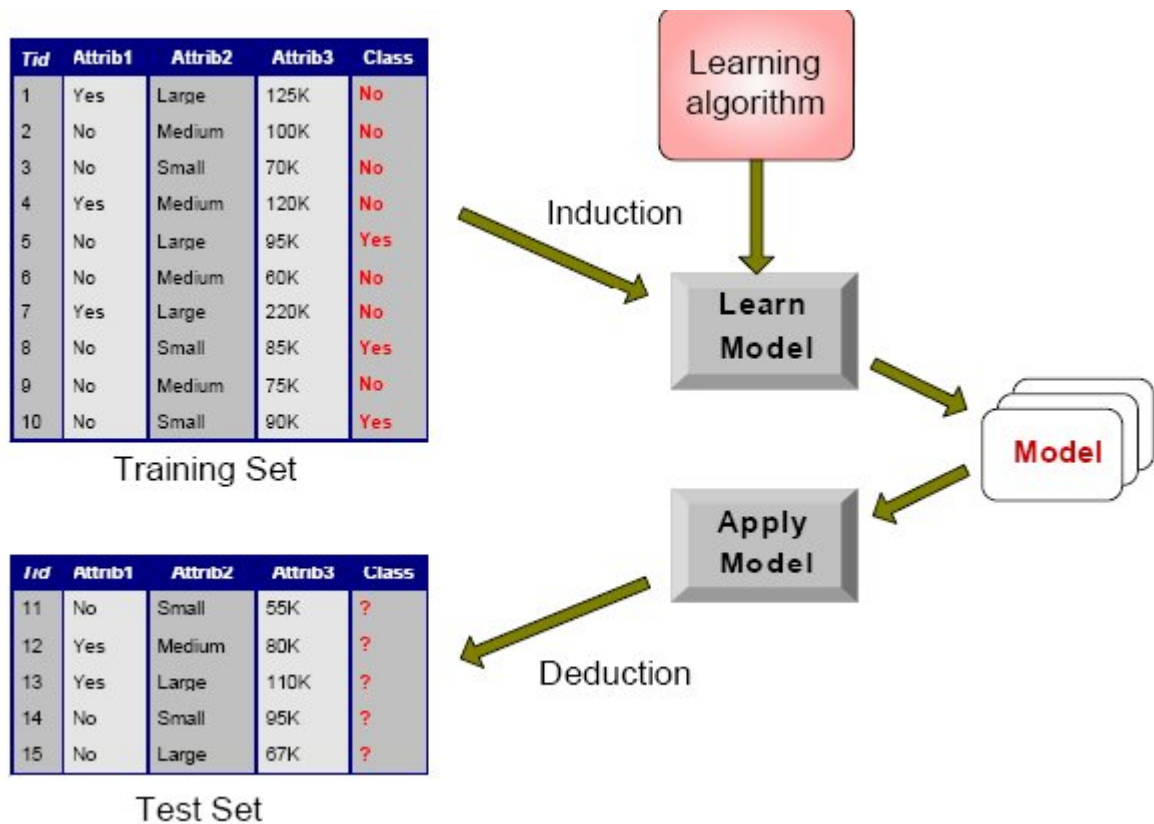 Tid Attrib1 Attrib2 Attrib3 Class
1 Yes Large 125K No
2 No Medium 100K No
3 No Small 70K No
4 Yes Medium 120K No
5 No Large 95K Yes
6 No Medium 60K No
7 Yes Large 220K No
8 No Small 85K Yes
9 No Medium 75K No
10 No Small 90K Yes
Training Set
Learning
algorithm
Induction
Learn
Model
Model
Apply
Model
Deduction
Tid Attrib1 Attrib2 Attrib3 Class
11 No Small 55K ?
12 Yes Medium 80K ?
13 Yes Large 110K ?
14 No Small 95K ?
15 No Large 67K ?
Test Set